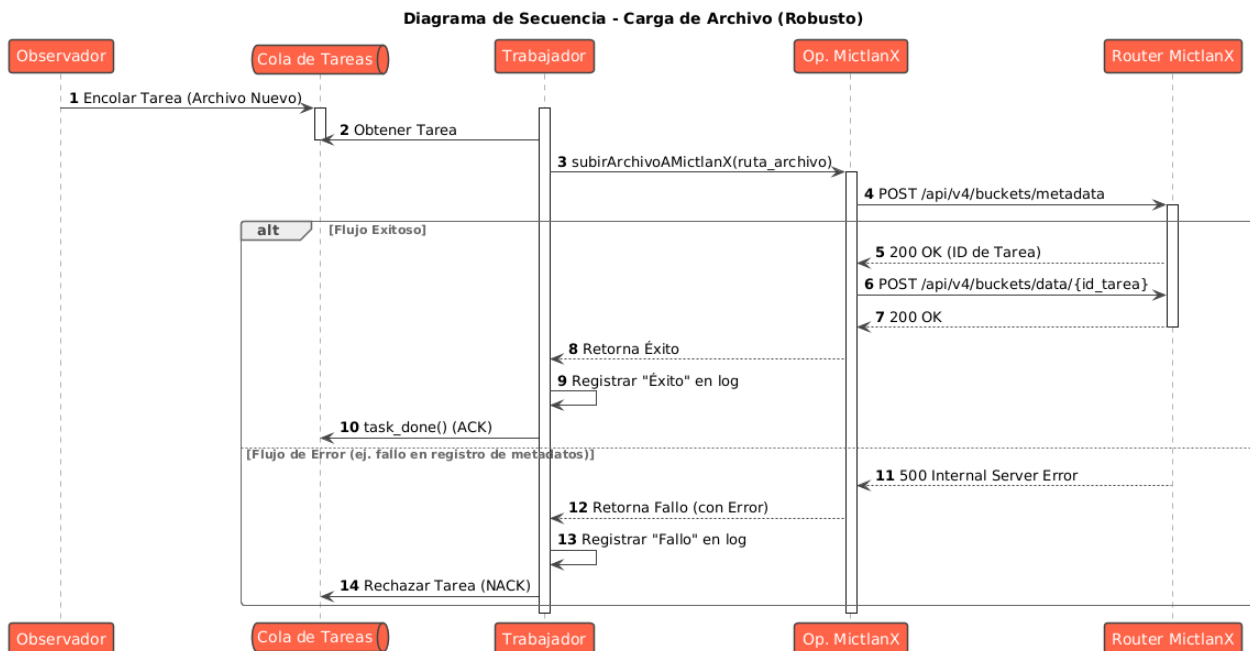 Diagrama de Secuencia - Carga de Archivo (Robusto)
Observador
Cola de Tareas
Trabajador
Op. MictlanX
Router MictlanX
1 Encolar Tarea (Archivo Nuevo)
2 Obtener Tarea
3 subirArchivoAMictlanX(ruta_archivo)
4 POST /api/v4/buckets/metadata
alt
[Flujo Exitoso]
5 200 OK (ID de Tarea)
6 POST /api/v4/buckets/data/{id_tarea}
7 200 OK
8 Retorna Éxito
9 Registrar "Éxito" en log
10 task_done() (ACK)
[Flujo de Error (ej. fallo en registro de metadatos)]
11 500 Internal Server Error
12 Retorna Fallo (con Error)
13 Registrar "Fallo" en log
14 Rechazar Tarea (NACK)
Observador
Cola de Tareas
Trabajador
Op. MictlanX
Router MictlanX